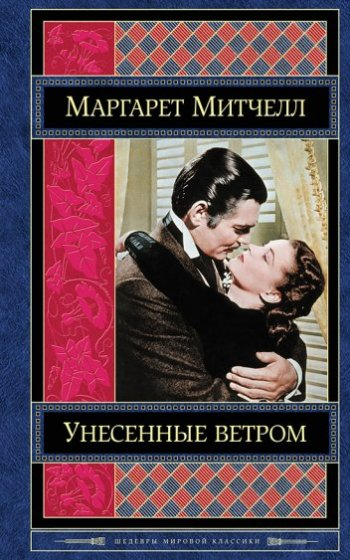 Маргарет Митчелл
Унесенные ветром
ШЕДЕВРЫ МИРОВОЙ КЛАССИКИ